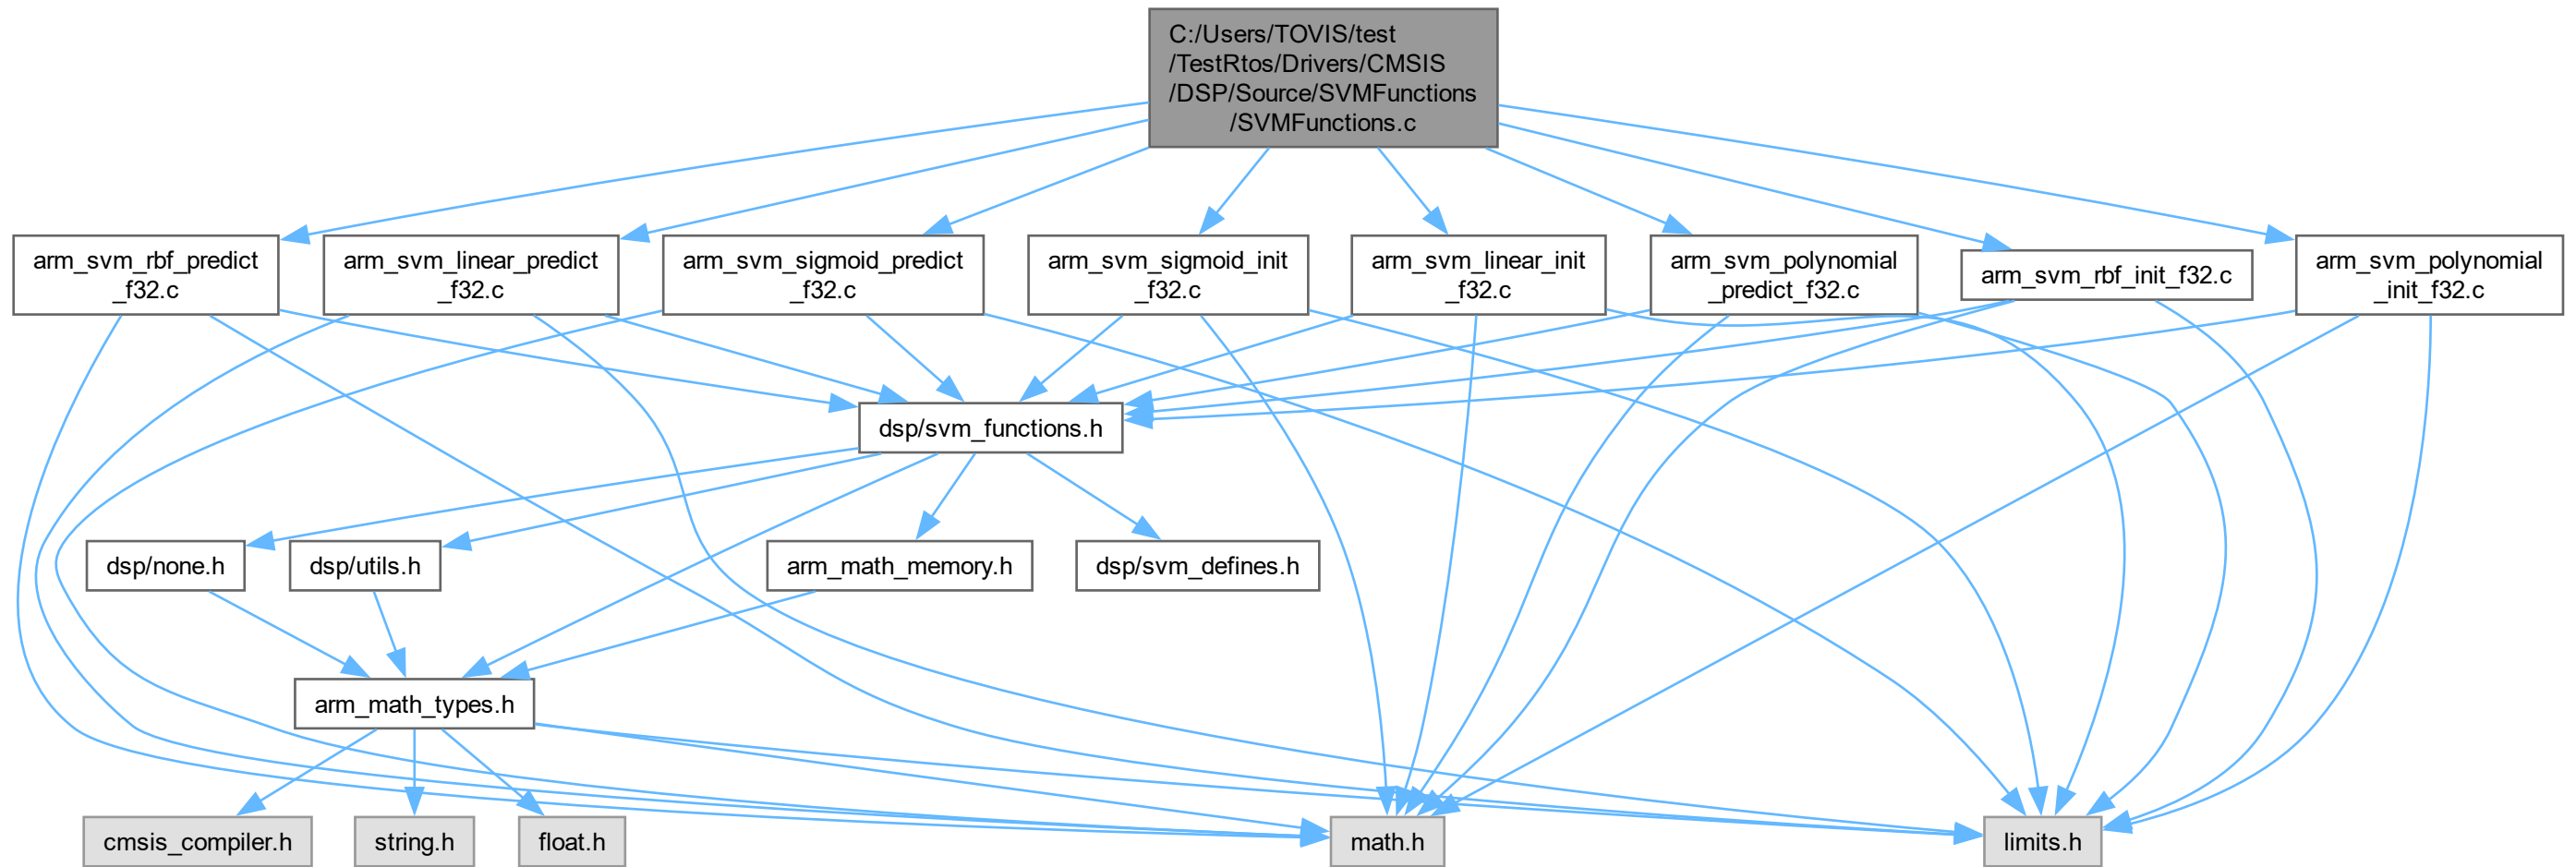 C:/Users/TOVIS/test
/TestRtos/Drivers/CMSIS
/DSP/Source/SVMFunctions
/SVMFunctions.c
arm_svm_rbf_predict
_f32.c
arm_svm_linear_predict
_f32.c
arm_svm_sigmoid_predict
_f32.c
arm_svm_sigmoid_init
_f32.c
arm_svm_linear_init
_f32.c
arm_svm_polynomial
_predict_f32.c
arm_svm_rbf_init_f32.c
arm_svm_polynomial
_init_f32.c
dsp/svm_functions.h
dsp/none.h
dsp/utils.h
arm_math_memory.h
dsp/svm_defines.h
arm_math_types.h
cmsis_compiler.h
string.h
float.h
math.h
limits.h